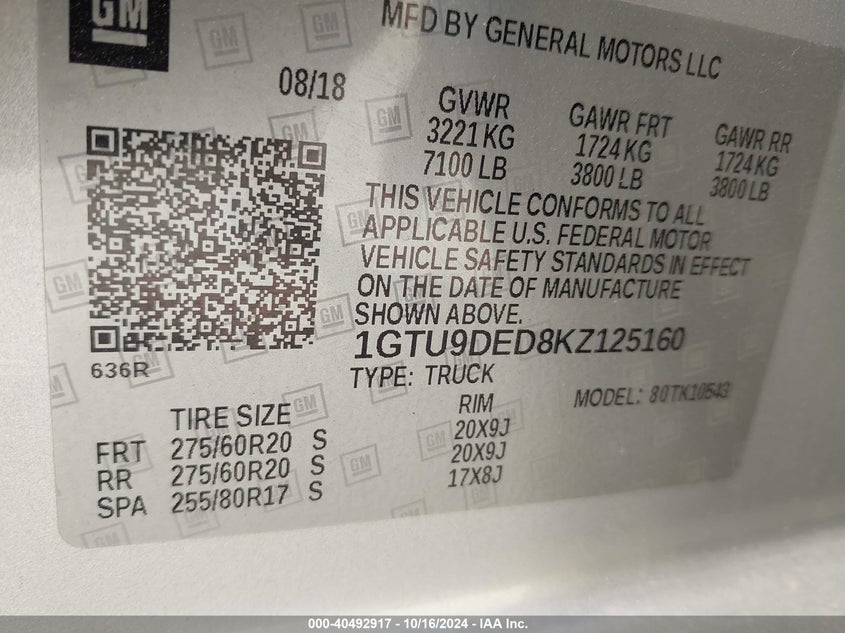 GM
MFD BY GENERAL MOTORS LLC
08/18
GVWR GAWR FRT GAWR RR
3221 KG 1724 KG 1724 KG
7100 LB 3800 LB 3800 LB
THIS VEHICLE CONFORMS TO ALL
APPLICABLE U.S. FEDERAL MOTOR
VEHICLE SAFETY STANDARDS IN EFFECT
ON THE DATE OF MANUFACTURE
SHOWN ABOVE.
1GTU9DED8KZ125160
636R
TYPE: TRUCK
MODEL: 80TK10543
TIRE SIZE RIM
FRT 275/60R20 S 20X9J
RR 275/60R20 S 20X9J
SPA 255/80R17 S 17X8J
000-40492917 - 10/16/2024 - IAA Inc.